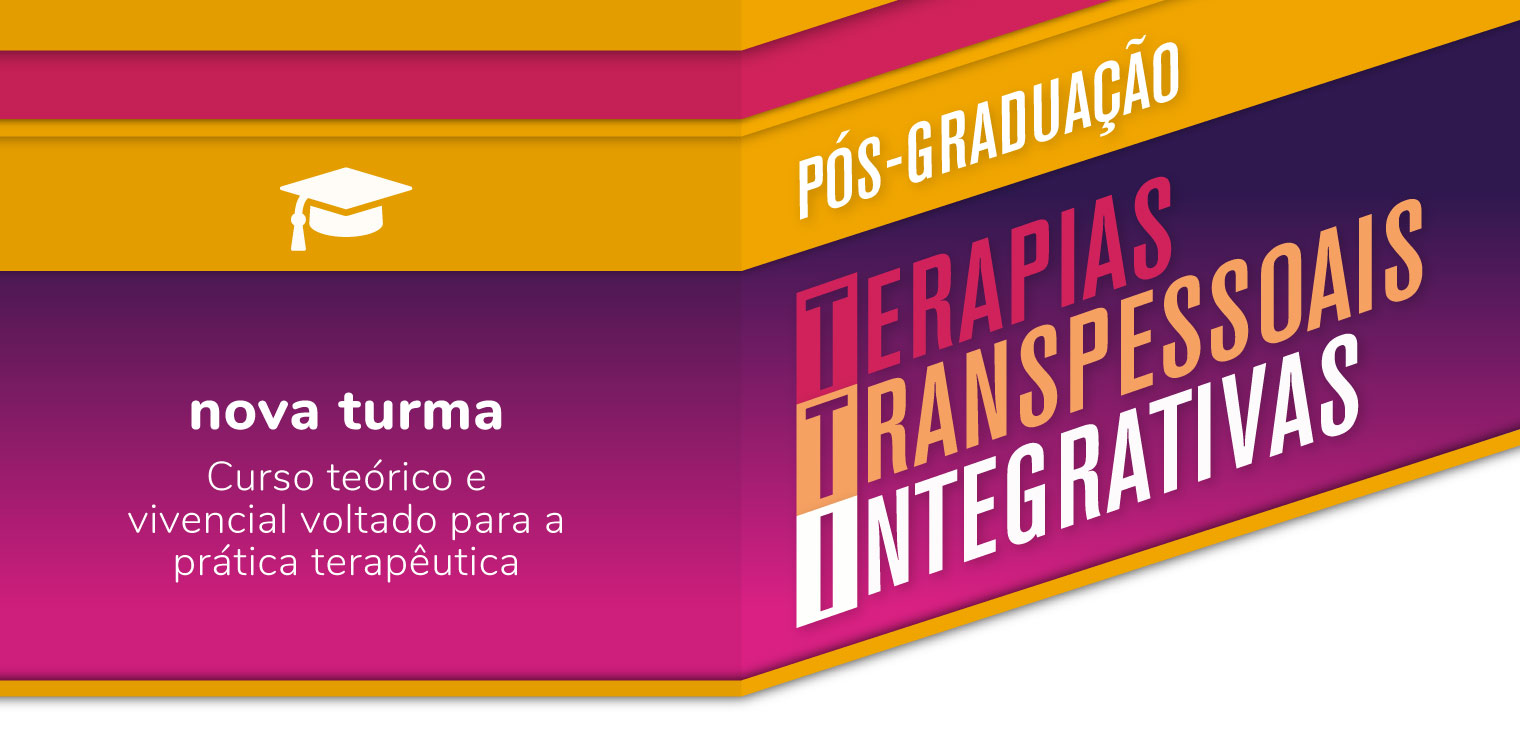 nova turma
Curso teórico e
vivencial voltado para a
prática terapêutica
PÓS-GRADUAÇÃO
TERAPIAS
TRANSPESSOAIS
INTEGRATIVAS